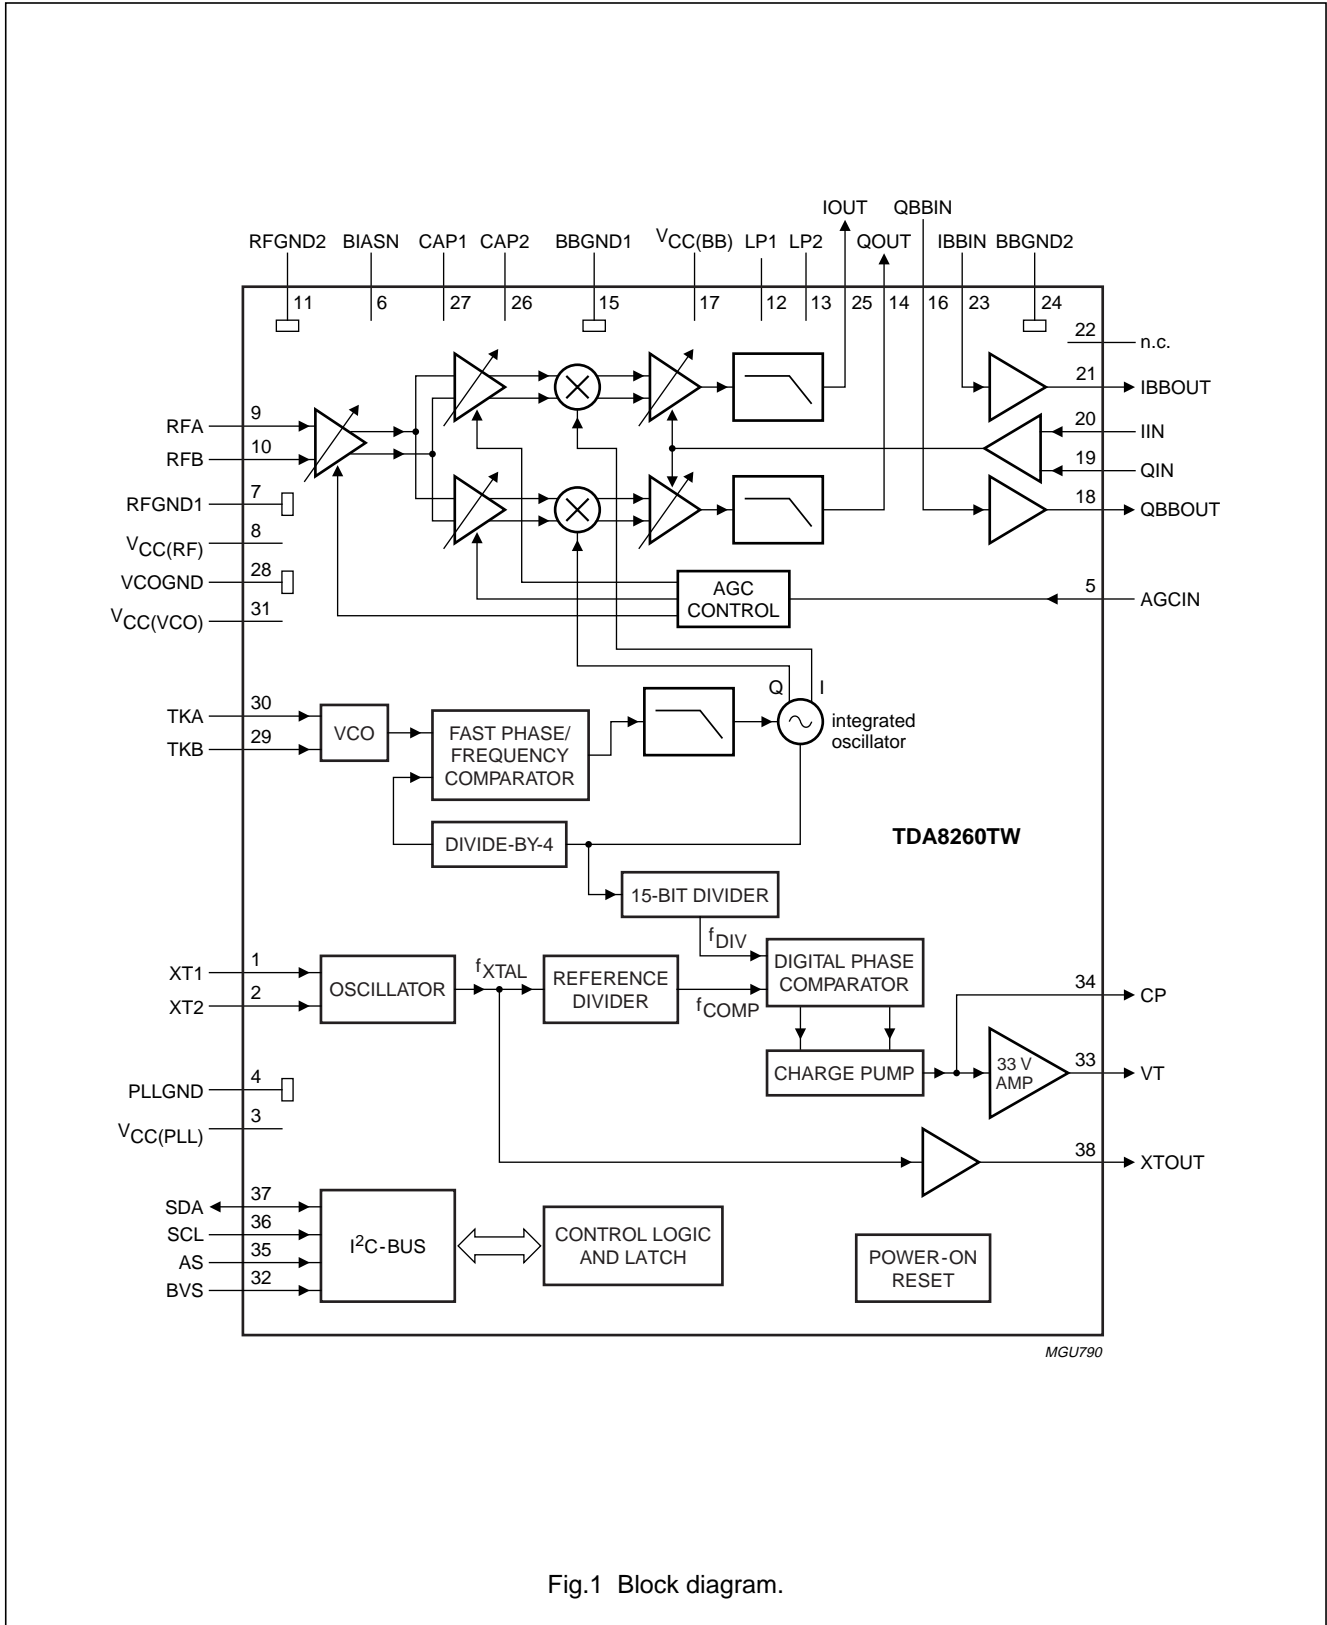 IOUT QBBIN
RFGND2 BIASN CAP1 CAP2 BBGND1 VCC(BB) LP1 LP2 QOUT IBBIN BBGND2
11 6 27 26 15 17 12 13 25 14 16 23 24
22 n.c.
21 IBBOUT
RFA 9
20 IIN
RFB 10
19 QIN
RFGND1 7
18 QBBOUT
VCC(RF) 8
VCOGND 28
AGC
CONTROL
5 AGCIN
VCC(VCO) 31
Q I
TKA 30
TKB 29
VCO
FAST PHASE/
FREQUENCY
COMPARATOR
integrated
oscillator
DIVIDE-BY-4
TDA8260TW
15-BIT DIVIDER
fDIV
XT1 1
XT2 2
OSCILLATOR
fXTAL
REFERENCE
DIVIDER
fCOMP
DIGITAL PHASE
COMPARATOR
34 CP
CHARGE PUMP
33 V
AMP
33 VT
PLLGND 4
VCC(PLL) 3
38 XTOUT
SDA 37
SCL 36
AS 35
BVS 32
I2C-BUS
CONTROL LOGIC
AND LATCH
POWER-ON
RESET
MGU790
Fig.1 Block diagram.